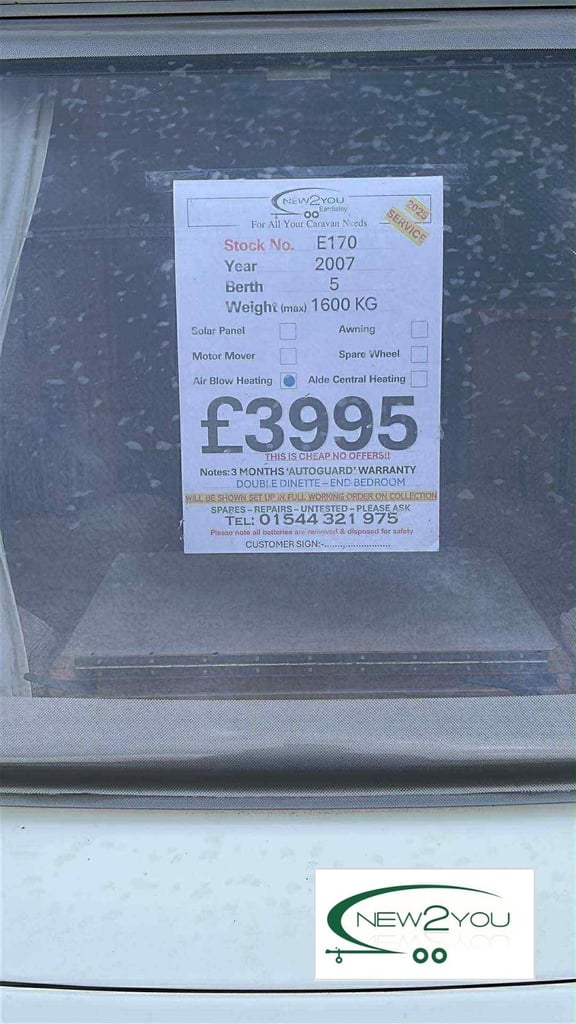 NEW2YOU
Eardisley
For All Your Caravan Needs
2025
SERVICE
Stock No. E170
Year 2007
Berth 5
Weight (max) 1600 KG
Solar Panel Awning
Motor Mover Spare Wheel
Air Blow Heating Alde Central Heating
£3995
THIS IS CHEAP NO OFFERS!!
Notes: 3 MONTHS 'AUTOGUARD' WARRANTY
DOUBLE DINETTE – END BEDROOM
WILL BE SHOWN SET UP IN FULL WORKING ORDER ON COLLECTION
SPARES – REPAIRS – UNTESTED – PLEASE ASK
TEL: 01544 321 975
Please note all batteries are removed & disposed for safety
CUSTOMER SIGN:-........................
NEW2YOU